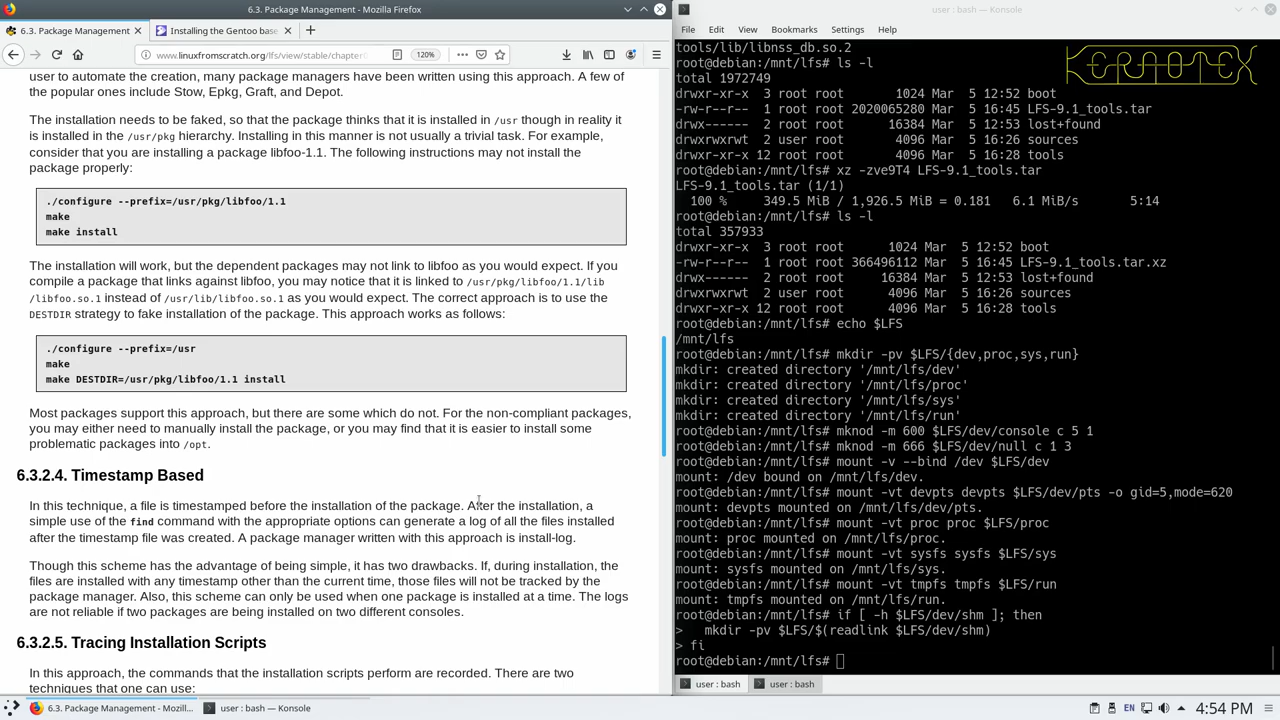 6.3. Package Management - Mozilla Firefox
6.3. Package Management
Installing the Gentoo base
www.linuxfromscratch.org/lfs/view/stable/chapter0
120%
user to automate the creation, many package managers have been written using this approach. A few of
the popular ones include Stow, Epkg, Graft, and Depot.
The installation needs to be faked, so that the package thinks that it is installed in /usr though in reality it
is installed in the /usr/pkg hierarchy. Installing in this manner is not usually a trivial task. For example,
consider that you are installing a package libfoo-1.1. The following instructions may not install the
package properly:
./configure --prefix=/usr/pkg/libfoo/1.1
make
make install
The installation will work, but the dependent packages may not link to libfoo as you would expect. If you
compile a package that links against libfoo, you may notice that it is linked to /usr/pkg/libfoo/1.1/lib
/libfoo.so.1 instead of /usr/lib/libfoo.so.1 as you would expect. The correct approach is to use the
DESTDIR strategy to fake installation of the package. This approach works as follows:
./configure --prefix=/usr
make
make DESTDIR=/usr/pkg/libfoo/1.1 install
Most packages support this approach, but there are some which do not. For the non-compliant packages,
you may either need to manually install the package, or you may find that it is easier to install some
problematic packages into /opt.
6.3.2.4. Timestamp Based
In this technique, a file is timestamped before the installation of the package. After the installation, a
simple use of the find command with the appropriate options can generate a log of all the files installed
after the timestamp file was created. A package manager written with this approach is install-log.
Though this scheme has the advantage of being simple, it has two drawbacks. If, during installation, the
files are installed with any timestamp other than the current time, those files will not be tracked by the
package manager. Also, this scheme can only be used when one package is installed at a time. The logs
are not reliable if two packages are being installed on two different consoles.
6.3.2.5. Tracing Installation Scripts
In this approach, the commands that the installation scripts perform are recorded. There are two
techniques that one can use:
user : bash — Konsole
File Edit View Bookmarks Settings Help
KERAOTEX
tools/lib/libnss_db.so.2
root@debian:/mnt/lfs# ls -l
total 1972749
drwxr-xr-x 3 root root 1024 Mar 5 12:52 boot
-rw-r--r-- 1 root root 2020065280 Mar 5 16:45 LFS-9.1_tools.tar
drwx------ 2 root root 16384 Mar 5 12:53 lost+found
drwxrwxrwt 2 user root 4096 Mar 5 16:26 sources
drwxr-xr-x 12 root root 4096 Mar 5 16:28 tools
root@debian:/mnt/lfs# xz -zve9T4 LFS-9.1_tools.tar
LFS-9.1_tools.tar (1/1)
100 % 349.5 MiB / 1,926.5 MiB = 0.181 6.1 MiB/s 5:14
root@debian:/mnt/lfs# ls -l
total 357933
drwxr-xr-x 3 root root 1024 Mar 5 12:52 boot
-rw-r--r-- 1 root root 366496112 Mar 5 16:45 LFS-9.1_tools.tar.xz
drwx------ 2 root root 16384 Mar 5 12:53 lost+found
drwxrwxrwt 2 user root 4096 Mar 5 16:26 sources
drwxr-xr-x 12 root root 4096 Mar 5 16:28 tools
root@debian:/mnt/lfs# echo $LFS
/mnt/lfs
root@debian:/mnt/lfs# mkdir -pv $LFS/{dev,proc,sys,run}
mkdir: created directory '/mnt/lfs/dev'
mkdir: created directory '/mnt/lfs/proc'
mkdir: created directory '/mnt/lfs/sys'
mkdir: created directory '/mnt/lfs/run'
root@debian:/mnt/lfs# mknod -m 600 $LFS/dev/console c 5 1
root@debian:/mnt/lfs# mknod -m 666 $LFS/dev/null c 1 3
root@debian:/mnt/lfs# mount -v --bind /dev $LFS/dev
mount: /dev bound on /mnt/lfs/dev.
root@debian:/mnt/lfs# mount -vt devpts devpts $LFS/dev/pts -o gid=5,mode=620
mount: devpts mounted on /mnt/lfs/dev/pts.
root@debian:/mnt/lfs# mount -vt proc proc $LFS/proc
mount: proc mounted on /mnt/lfs/proc.
root@debian:/mnt/lfs# mount -vt sysfs sysfs $LFS/sys
mount: sysfs mounted on /mnt/lfs/sys.
root@debian:/mnt/lfs# mount -vt tmpfs tmpfs $LFS/run
mount: tmpfs mounted on /mnt/lfs/run.
root@debian:/mnt/lfs# if [ -h $LFS/dev/shm ]; then
> mkdir -pv $LFS/$(readlink $LFS/dev/shm)
> fi
root@debian:/mnt/lfs#
user : bash user : bash
6.3. Package Management - Mozill... user : bash — Konsole
EN 4:54 PM